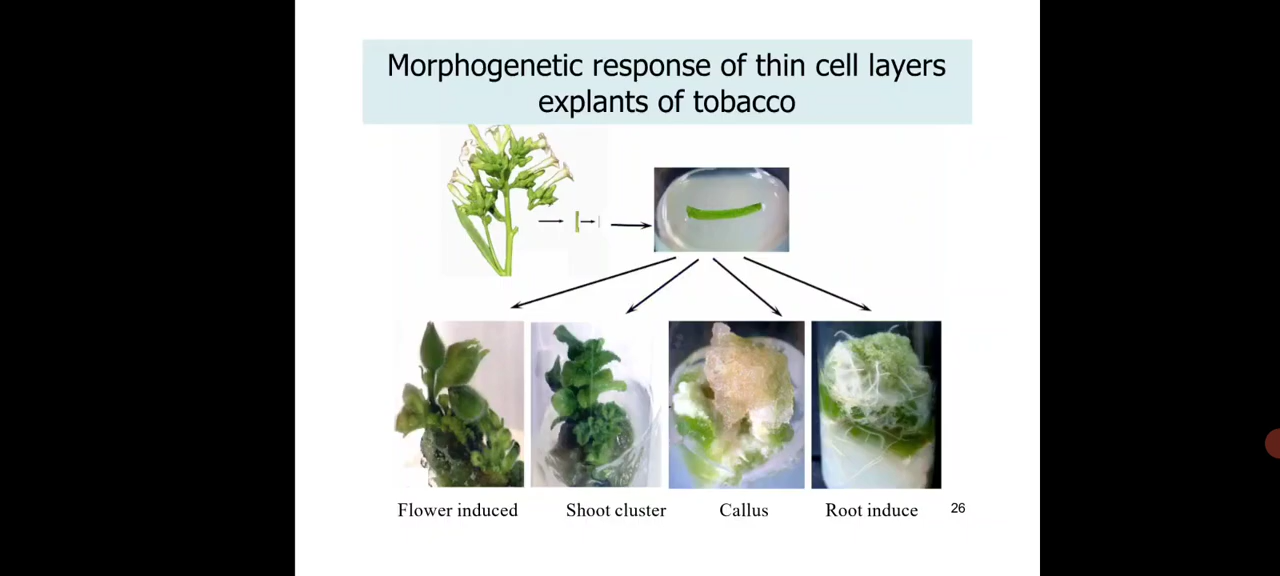 Morphogenetic response of thin cell layers
explants of tobacco
Flower induced
Shoot cluster
Callus
Root induce
26